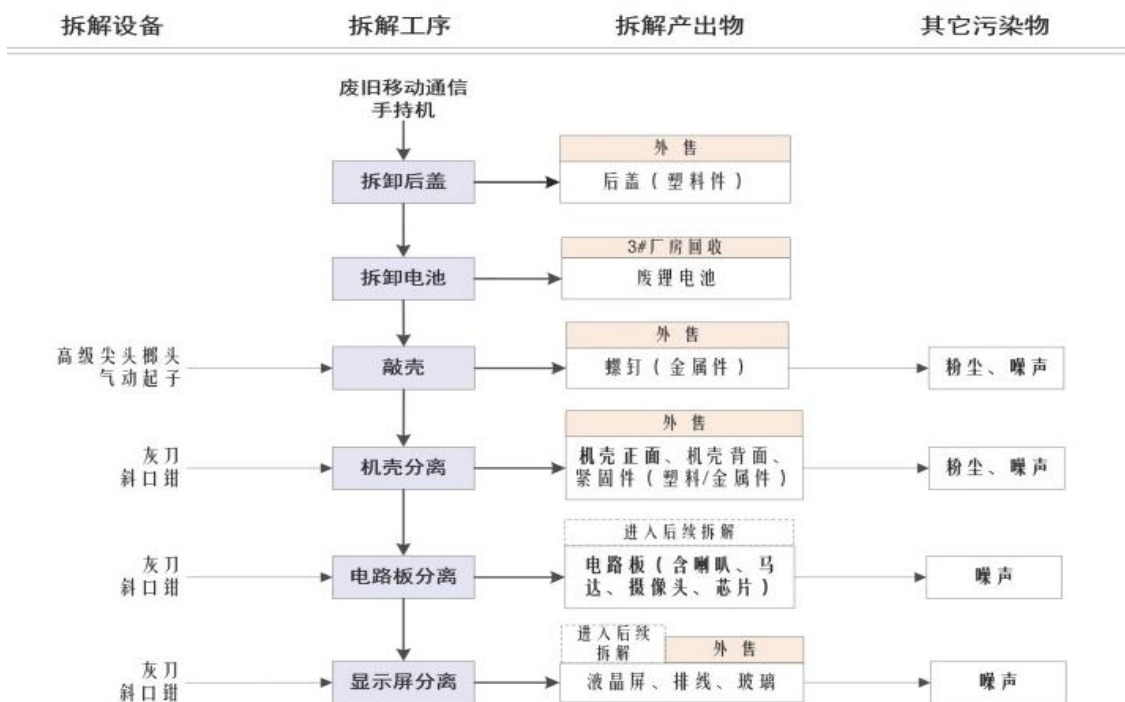 拆解设备
拆解工序
拆解产出物
其它污染物
废旧移动通信
手持机
外售
拆卸后盖
后盖（塑料件）
3#厂房回收
拆卸电池
废锂电池
外售
高级尖头榔头
气动起子
敲壳
螺钉（金属件）
粉尘、噪声
外售
灰刀
斜口钳
机壳分离
机壳正面、机壳背面、
紧固件（塑料/金属件）
粉尘、噪声
进入后续拆解
灰刀
斜口钳
电路板分离
电路板（含喇叭、马
达、摄像头、芯片）
噪声
进入后续
拆解
外售
灰刀
斜口钳
显示屏分离
液晶屏、排线、玻璃
噪声